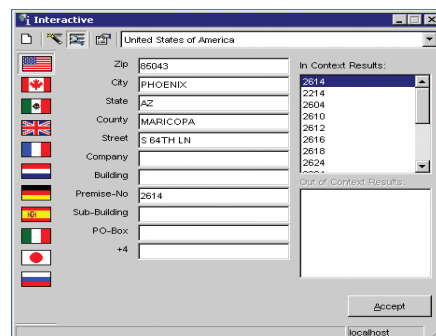 Interactive
United States of America
Zip 85043
City PHOENIX
State AZ
County MARICOPA
Street S 64TH LN
Company
Building
Premise-No 2614
Sub-Building
PO-Box
+4
In Context Results:
2614
2214
2604
2610
2612
2616
2618
2624
Out of Context Results:
Accept
localhost